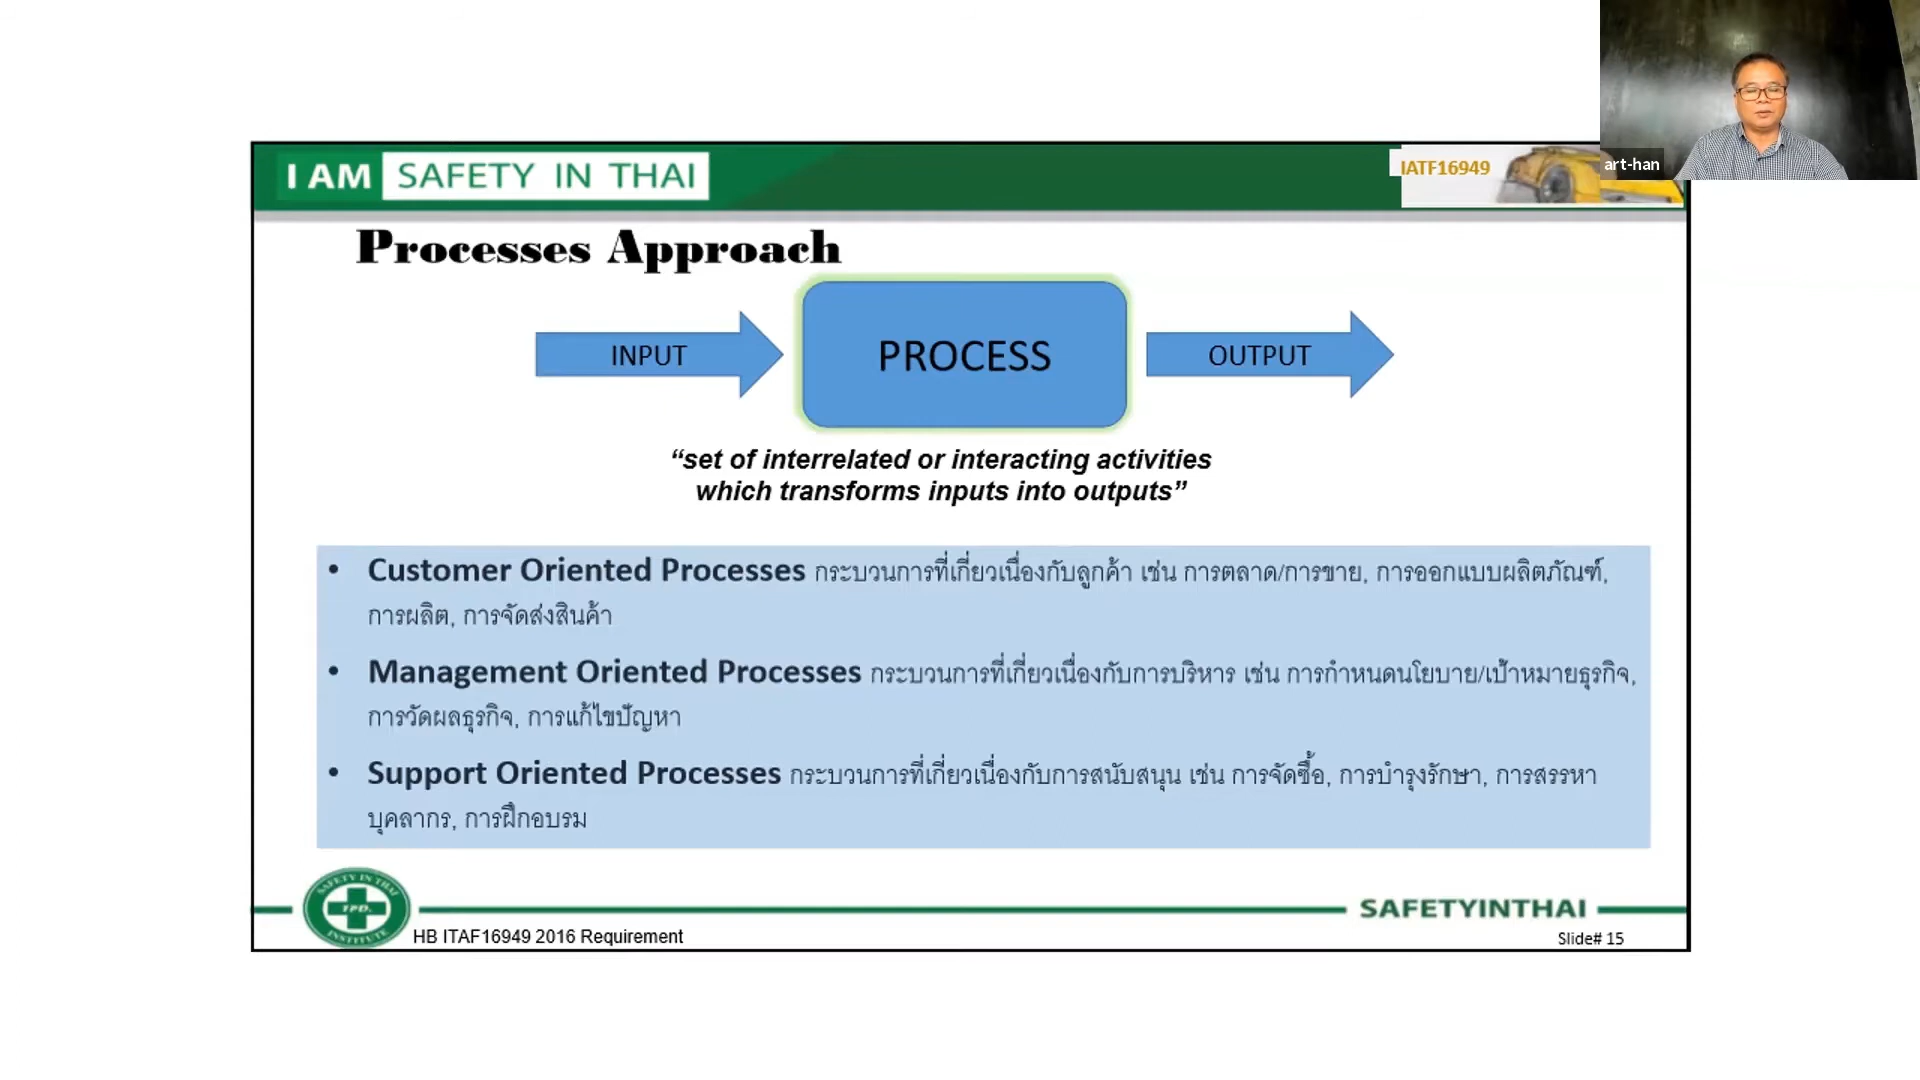 I AM SAFETY IN THAI
IATF16949
art-han
Processes Approach
INPUT
PROCESS
OUTPUT
“set of interrelated or interacting activities
which transforms inputs into outputs”
• Customer Oriented Processes กระบวนการที่เกี่ยวเนื่องกับลูกค้า เช่น การตลาด/การขาย, การออกแบบผลิตภัณฑ์,
การผลิต, การจัดส่งสินค้า
• Management Oriented Processes กระบวนการที่เกี่ยวเนื่องกับการบริหาร เช่น การกำหนดนโยบาย/เป้าหมายธุรกิจ,
การวัดผลธุรกิจ, การแก้ไขปัญหา
• Support Oriented Processes กระบวนการที่เกี่ยวเนื่องกับการสนับสนุน เช่น การจัดซื้อ, การบำรุงรักษา, การสรรหา
บุคลากร, การฝึกอบรม
SAFETY IN THAI
TPD.
INSTITUTE
SAFETYINTHAI
HB ITAF16949 2016 Requirement
Slide# 15